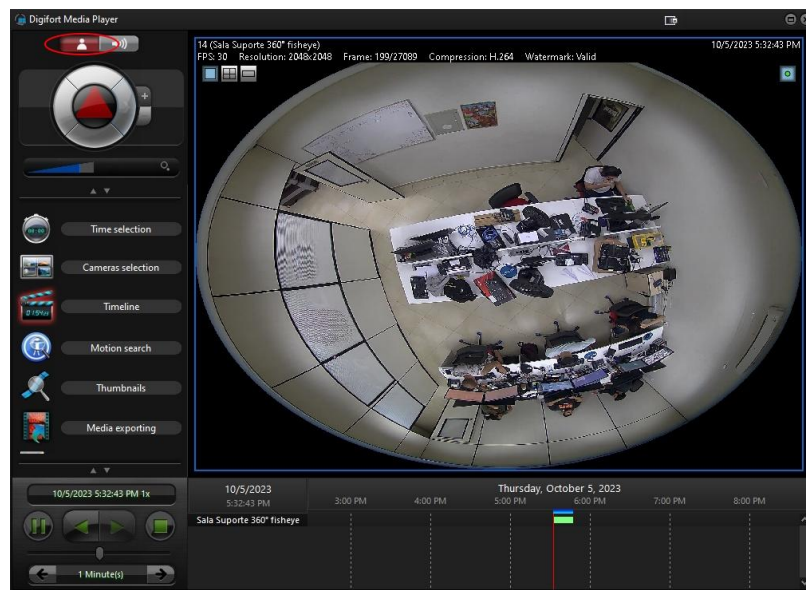 Digifort Media Player
14 (Sala Suporte 360° fisheye)
10/5/2023 5:32:43 PM
FPS: 30 Resolution: 2048x2048 Frame: 199/27089 Compression: H.264 Watermark: Valid
Time selection
Cameras selection
Timeline
Motion search
Thumbnails
Media exporting
10/5/2023 5:32:43 PM 1x
1 Minute(s)
10/5/2023
5:32:43 PM
Thursday, October 5, 2023
3:00 PM 4:00 PM 5:00 PM 6:00 PM 7:00 PM 8:00 PM
Sala Suporte 360° fisheye